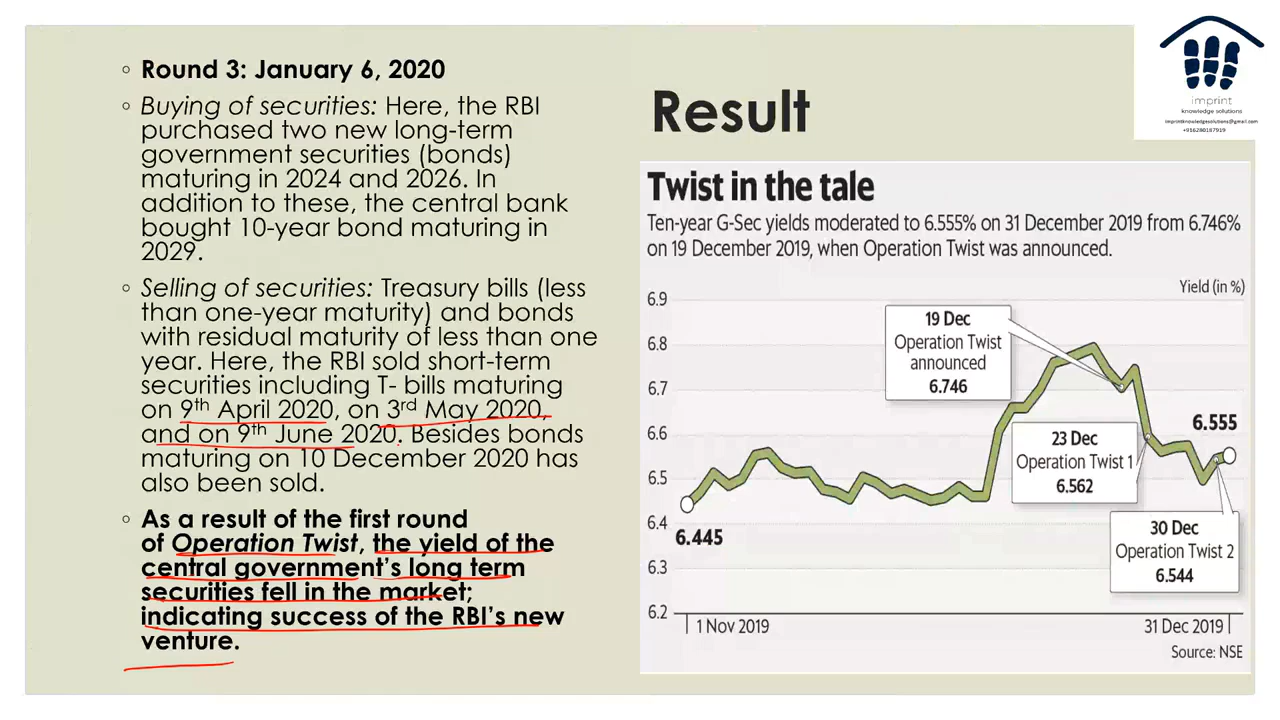 ◦ Round 3: January 6, 2020
◦ Buying of securities: Here, the RBI
purchased two new long-term
government securities (bonds)
maturing in 2024 and 2026. In
addition to these, the central bank
bought 10-year bond maturing in
2029.
◦ Selling of securities: Treasury bills (less
than one-year maturity) and bonds
with residual maturity of less than one
year. Here, the RBI sold short-term
securities including T- bills maturing
on 9th April 2020, on 3rd May 2020,
and on 9th June 2020. Besides bonds
maturing on 10 December 2020 has
also been sold.
◦ As a result of the first round
of Operation Twist, the yield of the
central government's long term
securities fell in the market;
indicating success of the RBI's new
venture.
imprint
knowledge solutions
imprintknowledgesolutions@gmail.com
+916280187919
Result
Twist in the tale
Ten-year G-Sec yields moderated to 6.555% on 31 December 2019 from 6.746%
on 19 December 2019, when Operation Twist was announced.
Yield (in %)
6.9
6.8
6.7
6.6
6.5
6.4
6.3
6.2
6.445
19 Dec
Operation Twist
announced
6.746
23 Dec
Operation Twist 1
6.562
6.555
30 Dec
Operation Twist 2
6.544
1 Nov 2019
31 Dec 2019
Source: NSE